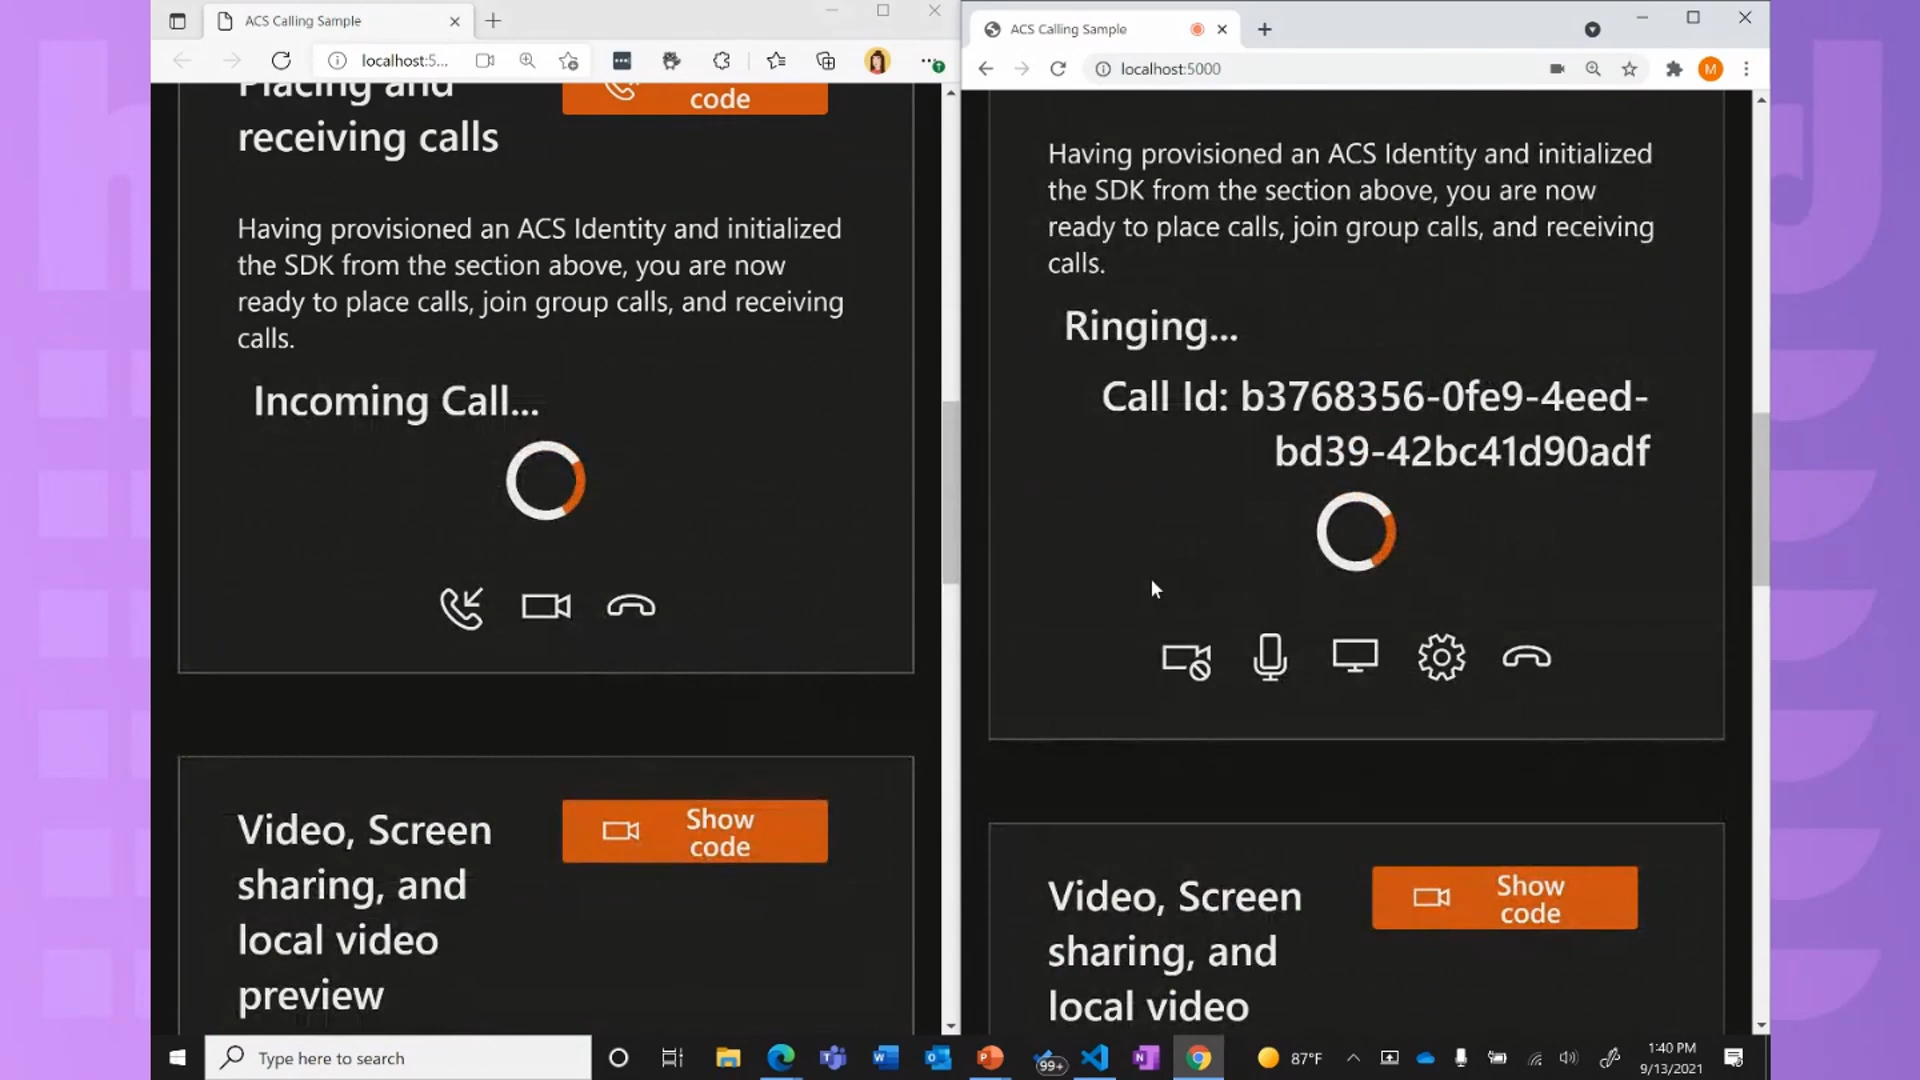 ACS Calling Sample
localhost:5...
Placing and
receiving calls
code
Having provisioned an ACS Identity and initialized
the SDK from the section above, you are now
ready to place calls, join group calls, and receiving
calls.
Incoming Call...
Video, Screen
sharing, and
local video
preview
Show
code
ACS Calling Sample
localhost:5000
M
Having provisioned an ACS Identity and initialized
the SDK from the section above, you are now
ready to place calls, join group calls, and receiving
calls.
Ringing...
Call Id: b3768356-0fe9-4eed-
bd39-42bc41d90adf
Video, Screen
sharing, and
local video
Show
code
Type here to search
99+
87°F
1:40 PM
9/13/2021